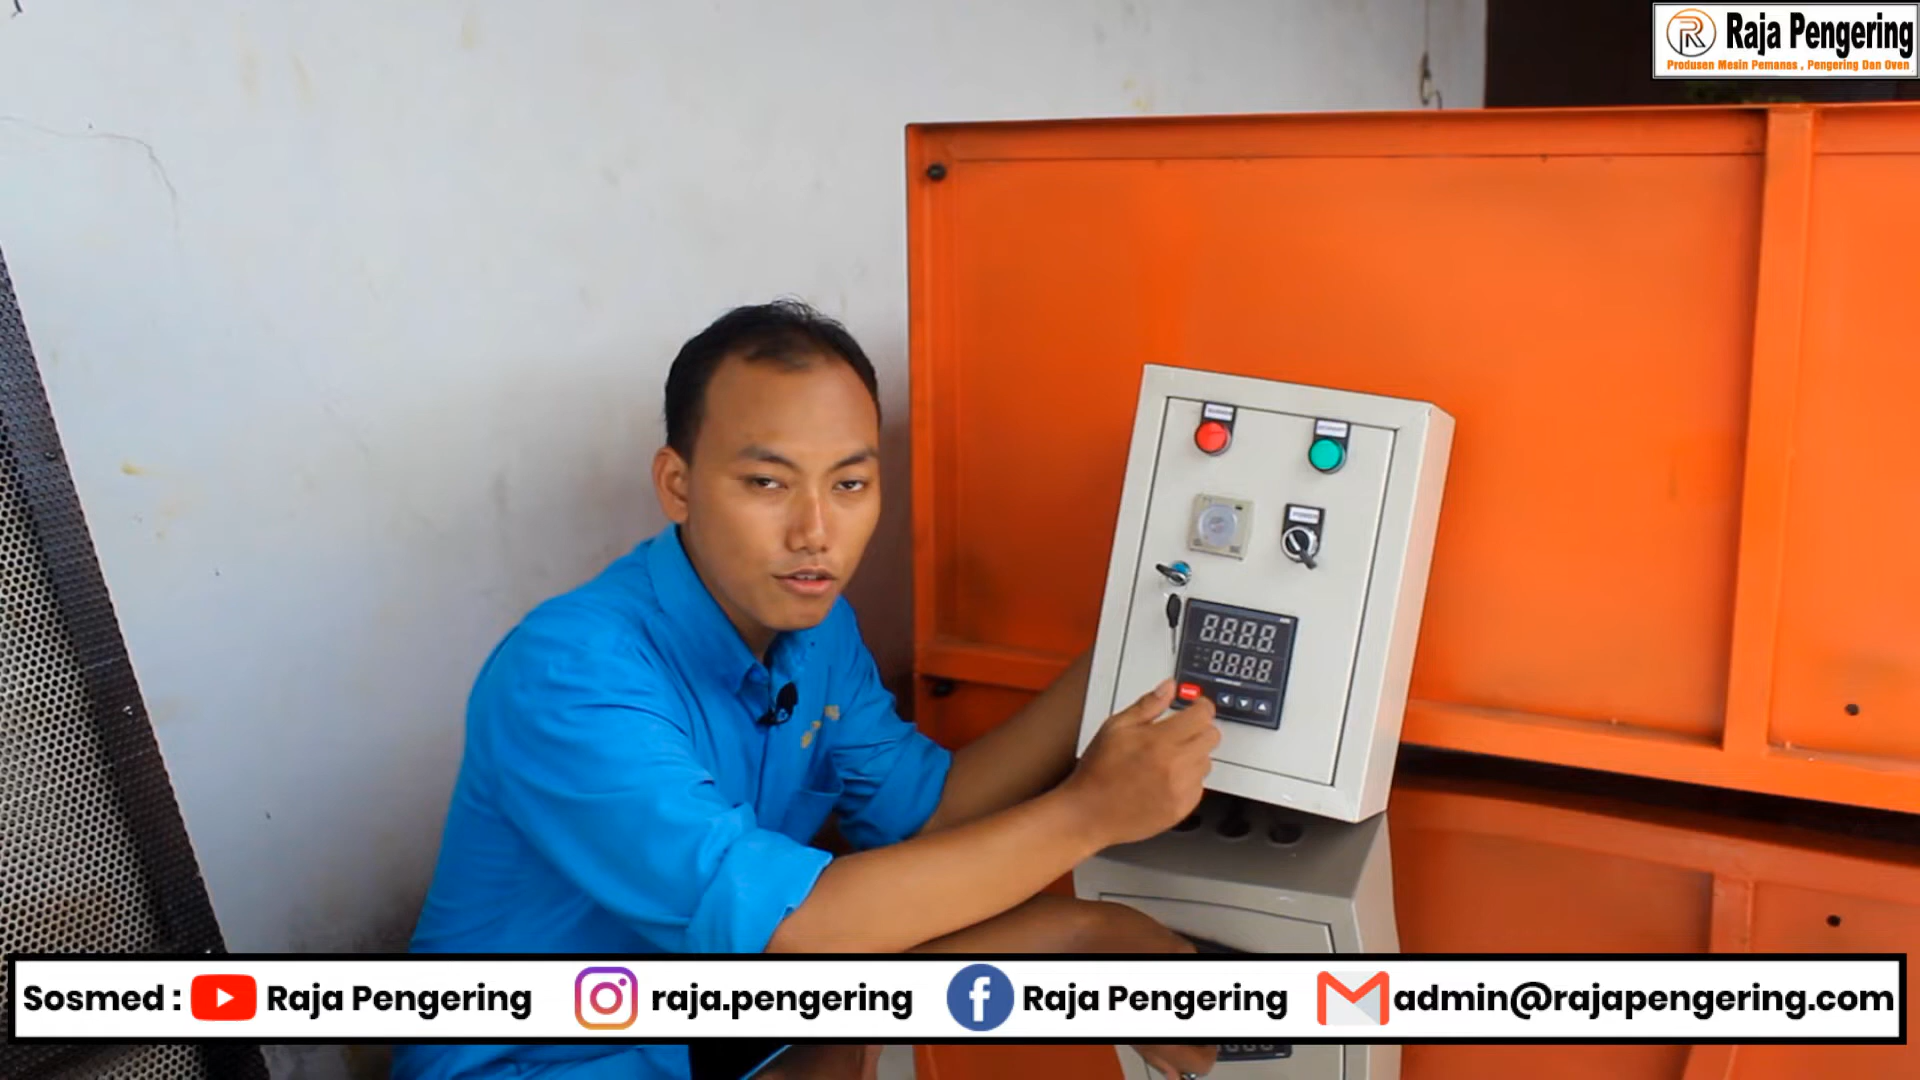 Raja Pengering
Produsen Mesin Pemanas , Pengering Dan Oven
8.8.8.8.
8.8.8.8.
Sosmed : Raja Pengering raja.pengering Raja Pengering admin@rajapengering.com